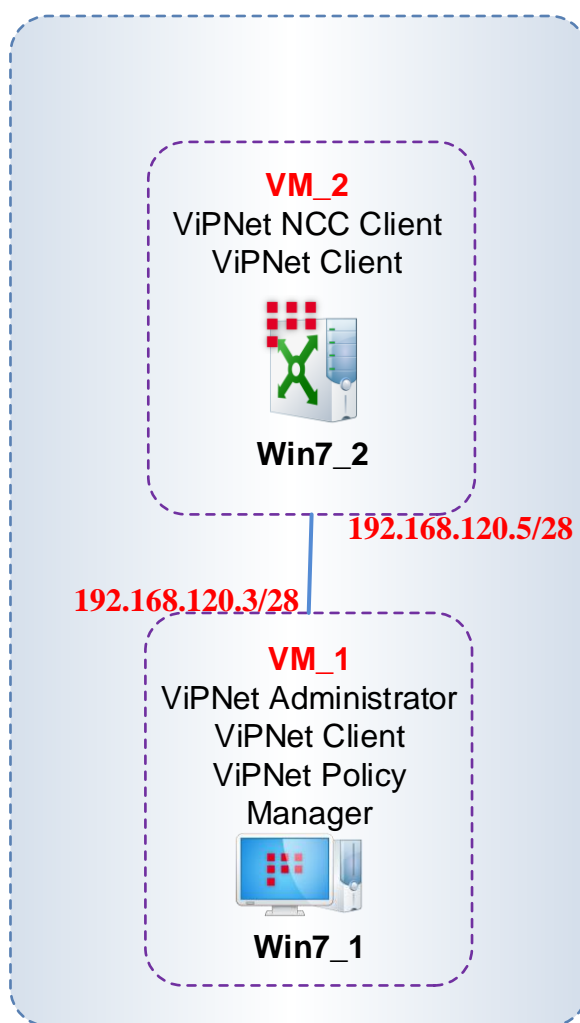 VM_2
ViPNet NCC Client
ViPNet Client
Win7_2
192.168.120.5/28
192.168.120.3/28
VM_1
ViPNet Administrator
ViPNet Client
ViPNet Policy
Manager
Win7_1